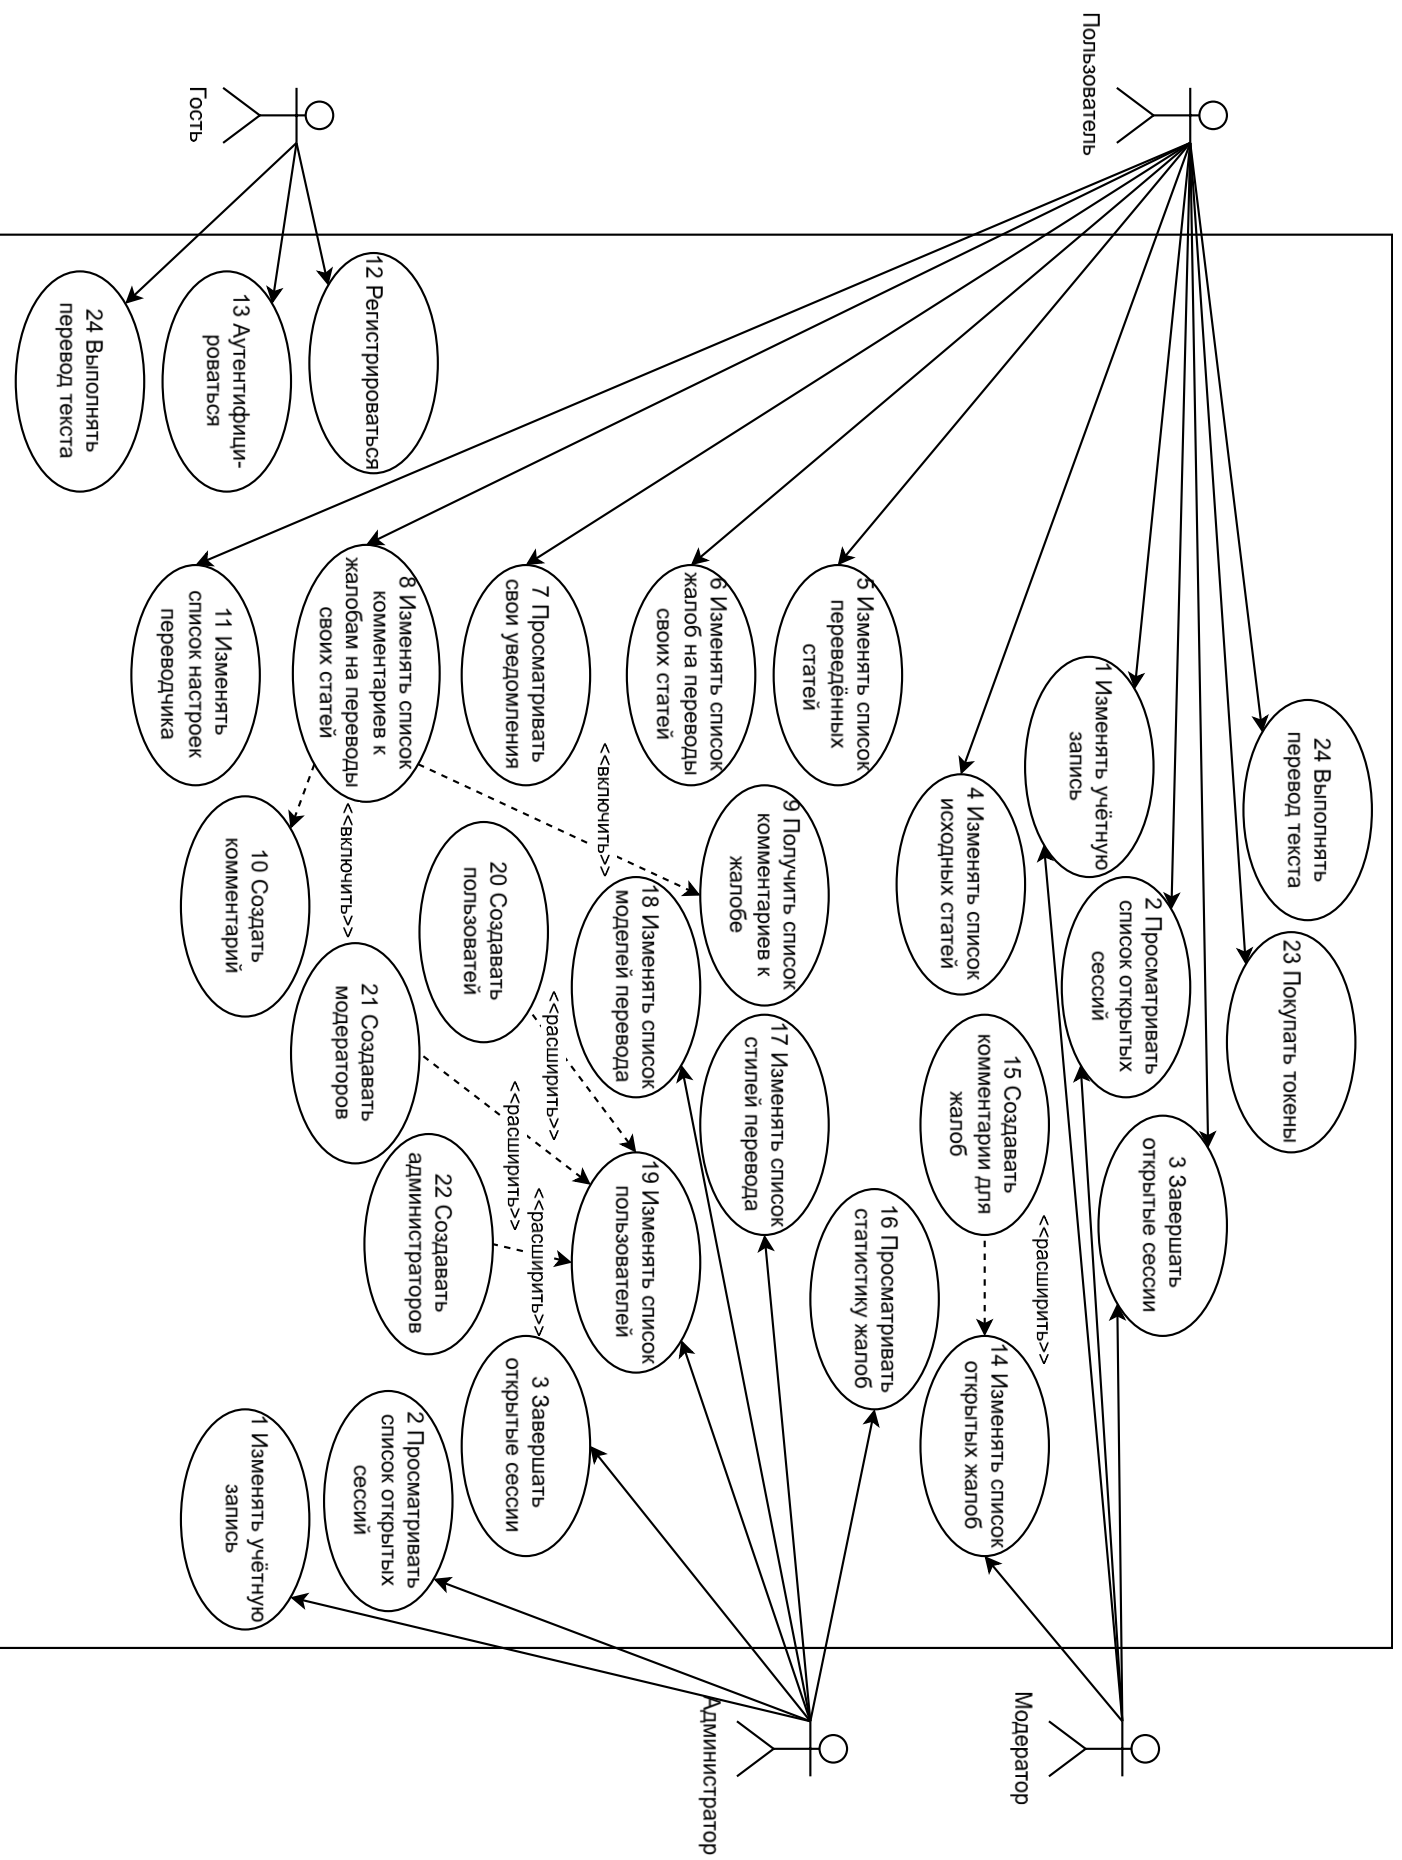 Пользователь
24 Выполнять
перевод текста
23 Покупать токены
1 Изменять учётную
запись
2 Просматривать
список открытых
сессий
3 Завершать
открытые сессии
4 Изменять список
исходных статей
15 Создавать
комментарии для
жалоб
<<расширить>>
14 Изменять список
открытых жалоб
Модератор
5 Изменять список
переведённых
статей
9 Получить список
комментариев к
жалобе
17 Изменять список
стилей перевода
16 Просматривать
статистику жалоб
6 Изменять список
жалоб на переводы
своих статей
<<включить>>
18 Изменять список
моделей перевода
19 Изменять список
пользователей
Администратор
7 Просматривать
свои уведомления
20 Создавать
пользователей
<<расширить>>
<<расширить>>
<<расширить>>
3 Завершать
открытые сессии
8 Изменять список
комментариев к
жалобам на переводы
своих статей
<<включить>>
21 Создавать
модераторов
22 Создавать
администраторов
2 Просматривать
список открытых
сессий
11 Изменять
список настроек
переводчика
10 Создать
комментарий
1 Изменять учётную
запись
Гость
12 Регистрироваться
13 Аутентифици-
роваться
24 Выполнять
перевод текста